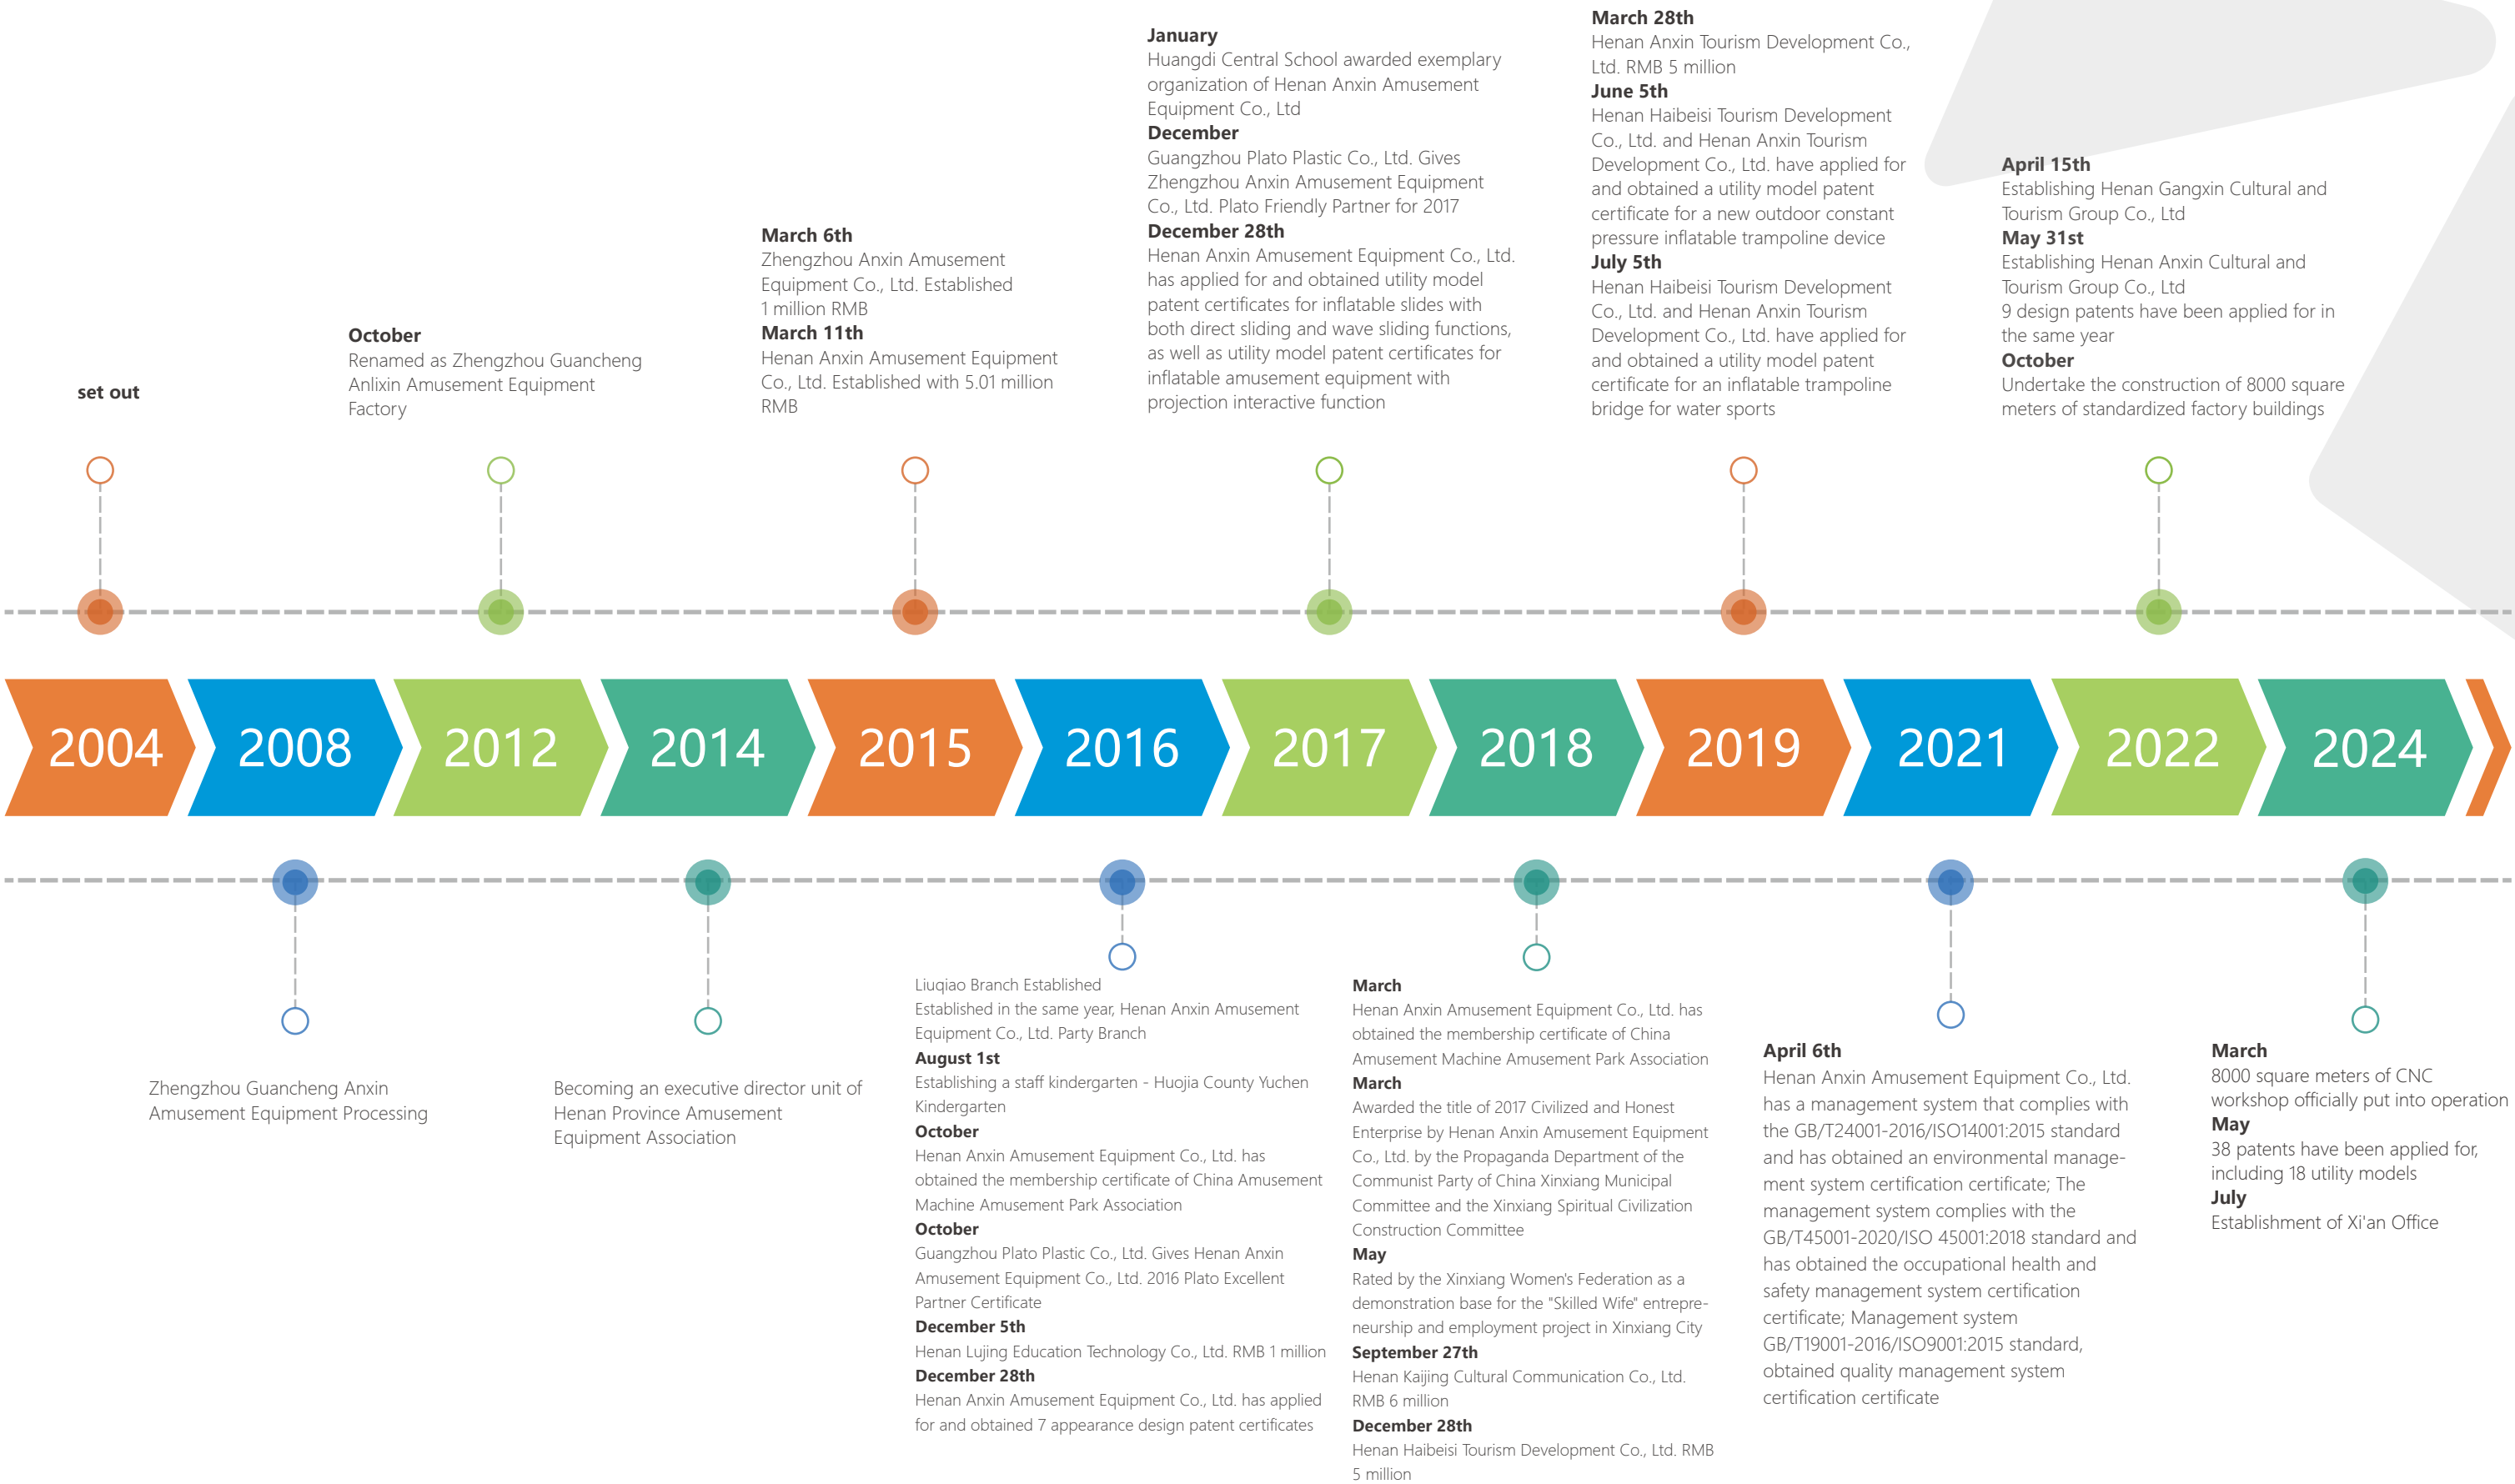 set out
October
Renamed as Zhengzhou Guancheng
Anlixin Amusement Equipment
Factory
March 6th
Zhengzhou Anxin Amusement
Equipment Co., Ltd. Established
1 million RMB
March 11th
Henan Anxin Amusement Equipment
Co., Ltd. Established with 5.01 million
RMB
January
Huangdi Central School awarded exemplary
organization of Henan Anxin Amusement
Equipment Co., Ltd
December
Guangzhou Plato Plastic Co., Ltd. Gives
Zhengzhou Anxin Amusement Equipment
Co., Ltd. Plato Friendly Partner for 2017
December 28th
Henan Anxin Amusement Equipment Co., Ltd.
has applied for and obtained utility model
patent certificates for inflatable slides with
both direct sliding and wave sliding functions,
as well as utility model patent certificates for
inflatable amusement equipment with
projection interactive function
March 28th
Henan Anxin Tourism Development Co.,
Ltd. RMB 5 million
June 5th
Henan Haibeisi Tourism Development
Co., Ltd. and Henan Anxin Tourism
Development Co., Ltd. have applied for
and obtained a utility model patent
certificate for a new outdoor constant
pressure inflatable trampoline device
July 5th
Henan Haibeisi Tourism Development
Co., Ltd. and Henan Anxin Tourism
Development Co., Ltd. have applied for
and obtained a utility model patent
certificate for an inflatable trampoline
bridge for water sports
April 15th
Establishing Henan Gangxin Cultural and
Tourism Group Co., Ltd
May 31st
Establishing Henan Anxin Cultural and
Tourism Group Co., Ltd
9 design patents have been applied for in
the same year
October
Undertake the construction of 8000 square
meters of standardized factory buildings
2004
2008
2012
2014
2015
2016
2017
2018
2019
2021
2022
2024
Zhengzhou Guancheng Anxin
Amusement Equipment Processing
Becoming an executive director unit of
Henan Province Amusement
Equipment Association
Liuqiao Branch Established
Established in the same year, Henan Anxin Amusement
Equipment Co., Ltd. Party Branch
August 1st
Establishing a staff kindergarten - Huojia County Yuchen
Kindergarten
October
Henan Anxin Amusement Equipment Co., Ltd. has
obtained the membership certificate of China Amusement
Machine Amusement Park Association
October
Guangzhou Plato Plastic Co., Ltd. Gives Henan Anxin
Amusement Equipment Co., Ltd. 2016 Plato Excellent
Partner Certificate
December 5th
Henan Lujing Education Technology Co., Ltd. RMB 1 million
December 28th
Henan Anxin Amusement Equipment Co., Ltd. has applied
for and obtained 7 appearance design patent certificates
March
Henan Anxin Amusement Equipment Co., Ltd. has
obtained the membership certificate of China
Amusement Machine Amusement Park Association
March
Awarded the title of 2017 Civilized and Honest
Enterprise by Henan Anxin Amusement Equipment
Co., Ltd. by the Propaganda Department of the
Communist Party of China Xinxiang Municipal
Committee and the Xinxiang Spiritual Civilization
Construction Committee
May
Rated by the Xinxiang Women's Federation as a
demonstration base for the "Skilled Wife" entrepre-
neurship and employment project in Xinxiang City
September 27th
Henan Kaijing Cultural Communication Co., Ltd.
RMB 6 million
December 28th
Henan Haibeisi Tourism Development Co., Ltd. RMB
5 million
April 6th
Henan Anxin Amusement Equipment Co., Ltd.
has a management system that complies with
the GB/T24001-2016/ISO14001:2015 standard
and has obtained an environmental manage-
ment system certification certificate; The
management system complies with the
GB/T45001-2020/ISO 45001:2018 standard and
has obtained the occupational health and
safety management system certification
certificate; Management system
GB/T19001-2016/ISO9001:2015 standard,
obtained quality management system
certification certificate
March
8000 square meters of CNC
workshop officially put into operation
May
38 patents have been applied for,
including 18 utility models
July
Establishment of Xi'an Office